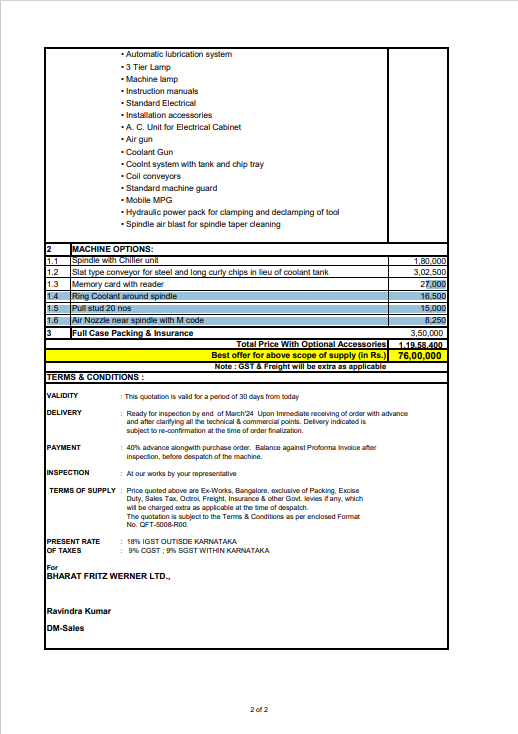 • Automatic lubrication system
• 3 Tier Lamp
• Machine lamp
• Instruction manuals
• Standard Electrical
• Installation accessories
• A. C. Unit for Electrical Cabinet
• Air gun
• Coolant Gun
• Coolnt system with tank and chip tray
• Coil conveyors
• Standard machine guard
• Mobile MPG
• Hydraulic power pack for clamping and declamping of tool
• Spindle air blast for spindle taper cleaning
2 MACHINE OPTIONS:
1.1 Spindle with Chiller unit 1,80,000
1.2 Slat type conveyor for steel and long curly chips in lieu of coolant tank 3,02,500
1.3 Memory card with reader 27,000
1.4 Ring Coolant around spindle 16,500
1.5 Pull stud 20 nos 15,000
1.6 Air Nozzle near spindle with M code 8,250
3 Full Case Packing & Insurance 3,50,000
Total Price With Optional Accessories 1,19,58,400
Best offer for above scope of supply (in Rs.) 76,00,000
Note : GST & Freight will be extra as applicable
TERMS & CONDITIONS :
VALIDITY : This quotation is valid for a period of 30 days from today
DELIVERY : Ready for inspection by end of March'24 Upon Immediate receiving of order with advance
and after clarifying all the technical & commercial points. Delivery indicated is
subject to re-confirmation at the time of order finalization.
PAYMENT : 40% advance alongwith purchase order. Balance against Proforma Invoice after
inspection, before despatch of the machine.
INSPECTION : At our works by your representative
TERMS OF SUPPLY : Price quoted above are Ex-Works, Bangalore, exclusive of Packing, Excise
Duty, Sales Tax, Octroi, Freight, Insurance & other Govt. levies if any, which
will be charged extra as applicable at the time of despatch.
The quotation is subject to the Terms & Conditions as per enclosed Format
No. QFT-5008-R00.
PRESENT RATE : 18% IGST OUTISDE KARNATAKA
OF TAXES : 9% CGST ; 9% SGST WITHIN KARNATAKA
For
BHARAT FRITZ WERNER LTD.,
Ravindra Kumar
DM-Sales
2 of 2